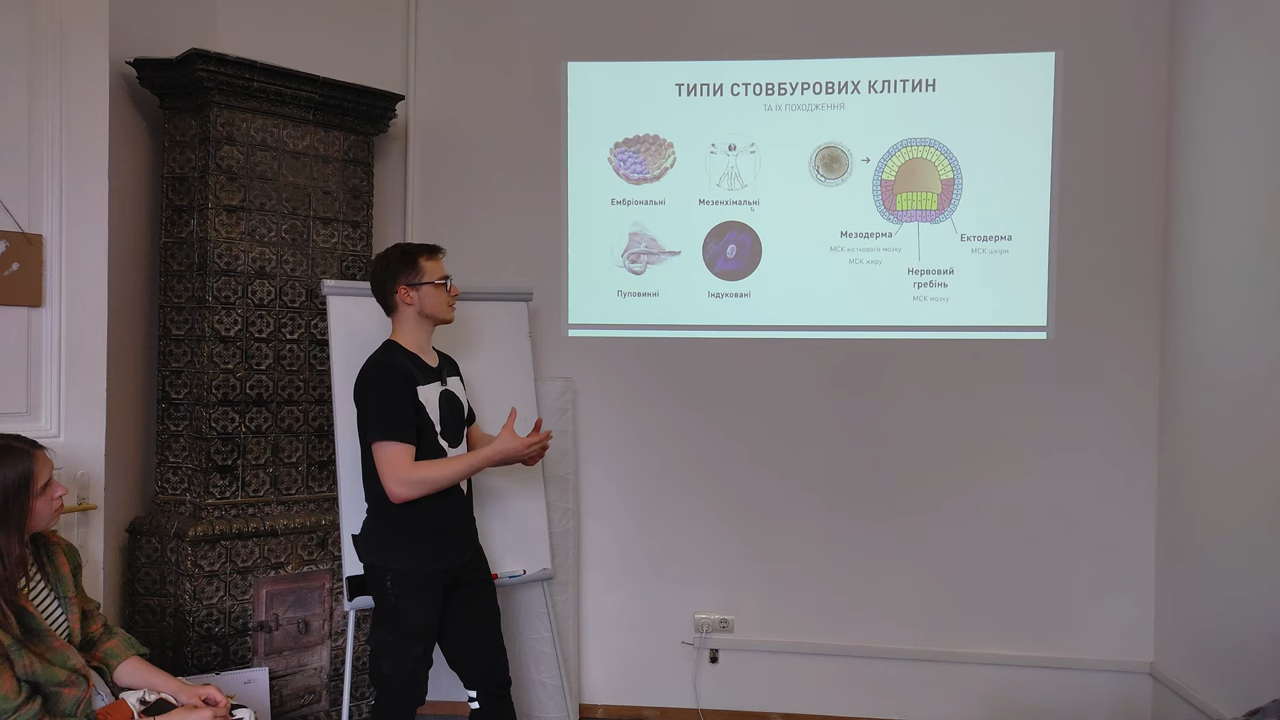 ТИПИ СТОВБУРОВИХ КЛІТИН
ТА ЇХ ПОХОДЖЕННЯ
Ембріональні
Мезенхімальні
Пуповинні
Індуковані
Мезодерма
МСК кісткового мозку
МСК жиру
Нервовий
гребінь
МСК мозку
Ектодерма
МСК шкіри